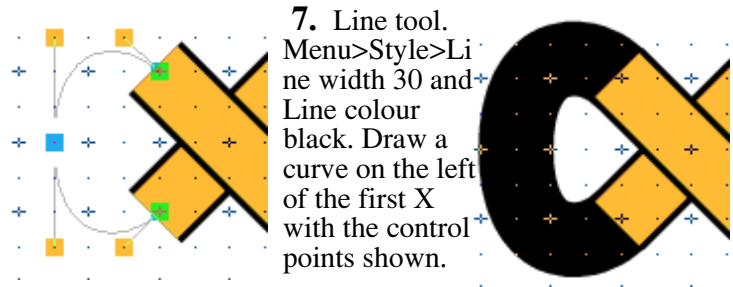 7. Line tool.
Menu>Style>Li
ne width 30 and
Line colour
black. Draw a
curve on the left
of the first X
with the control
points shown.